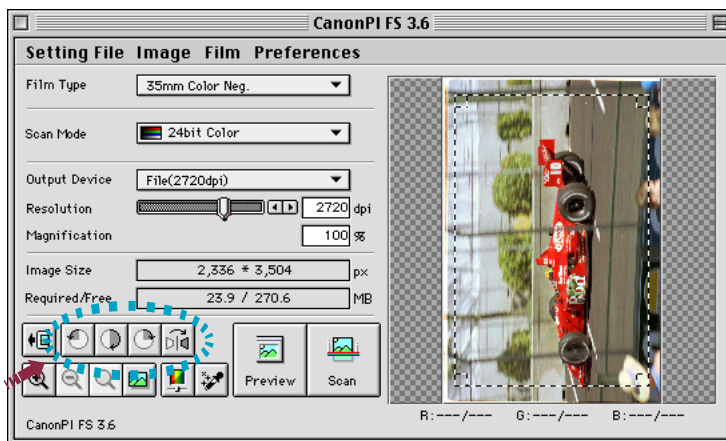 CanonPI FS 3.6
Setting File Image Film Preferences
Film Type 35mm Color Neg.
Scan Mode 24bit Color
Output Device File(2720dpi)
Resolution 2720 dpi
Magnification 100 %
Image Size 2,336 * 3,504 px
Required/Free 23.9 / 270.6 MB
Preview Scan
R:---/--- G:---/--- B:---/---
CanonPI FS 3.6